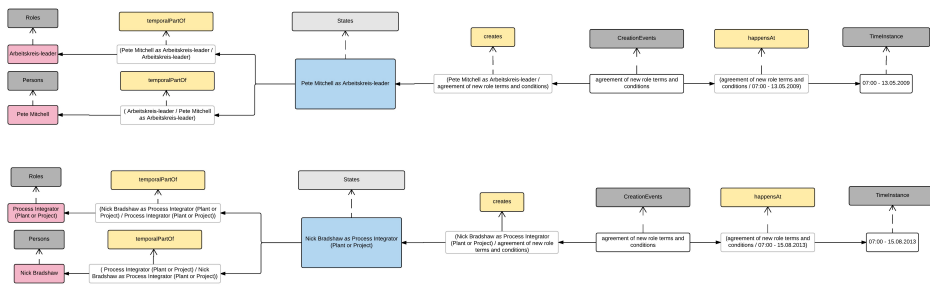 Roles
temporalPartOf
States
creates
CreationEvents
happensAt
TimeInstance
Arbeitskreis-leader
(Pete Mitchell as Arbeitskreis-leader /
Arbeitskreis-leader)
Persons
temporalPartOf
Pete Mitchell as Arbeitskreis-leader
(Pete Mitchell as Arbeitskreis-leader /
agreement of new role terms and conditions)
agreement of new role terms and
conditions
(agreement of new role terms and
conditions / 07:00 - 13.05.2009)
07:00 - 13.05.2009
Pete Mitchell
( Arbeitskreis-leader / Pete Mitchell
as Arbeitskreis-leader)
Roles
temporalPartOf
States
creates
CreationEvents
happensAt
TimeInstance
Process Integrator
(Plant or Project)
(Nick Bradshaw as Process Integrator (Plant or
Project) / Process Integrator (Plant or Project))
Persons
temporalPartOf
Nick Bradshaw as Process Integrator
(Plant or Project)
(Nick Bradshaw as Process Integrator
(Plant or Project) / agreement of new role
terms and conditions)
agreement of new role terms and
conditions
(agreement of new role terms and
conditions / 07:00 - 15.08.2013)
07:00 - 15.08.2013
Nick Bradshaw
( Process Integrator (Plant or Project) / Nick
Bradshaw as Process Integrator (Plant or Project))